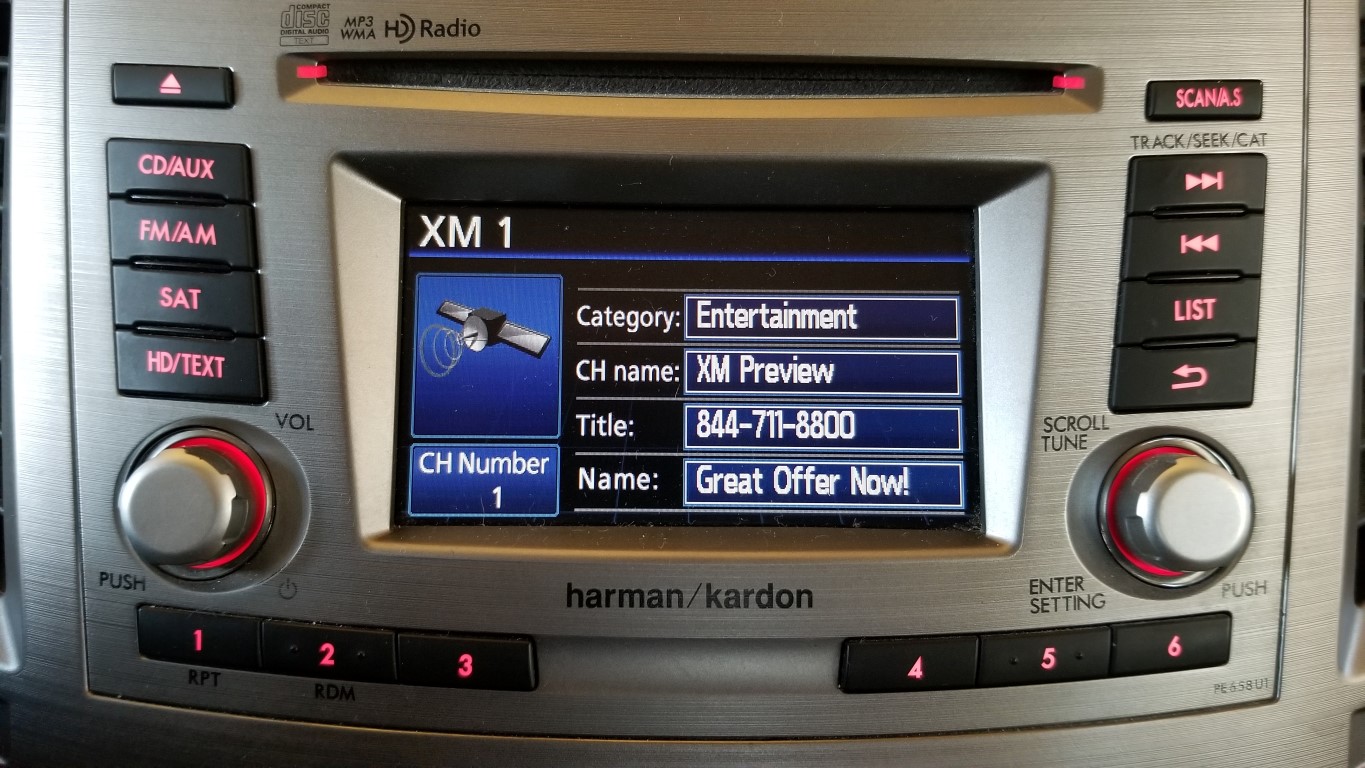 COMPACT
disc
DIGITAL AUDIO
TEXT
MP3
WMA
HD Radio
SCAN/A.S
TRACK/SEEK/CAT
CD/AUX
FM/AM
SAT
HD/TEXT
LIST
XM 1
Category: Entertainment
CH name: XM Preview
Title: 844-711-8800
Name: Great Offer Now!
CH Number
1
VOL
PUSH
SCROLL
TUNE
ENTER
SETTING
PUSH
harman/kardon
1
RPT
2
RDM
3
4
5
6
PE658U1